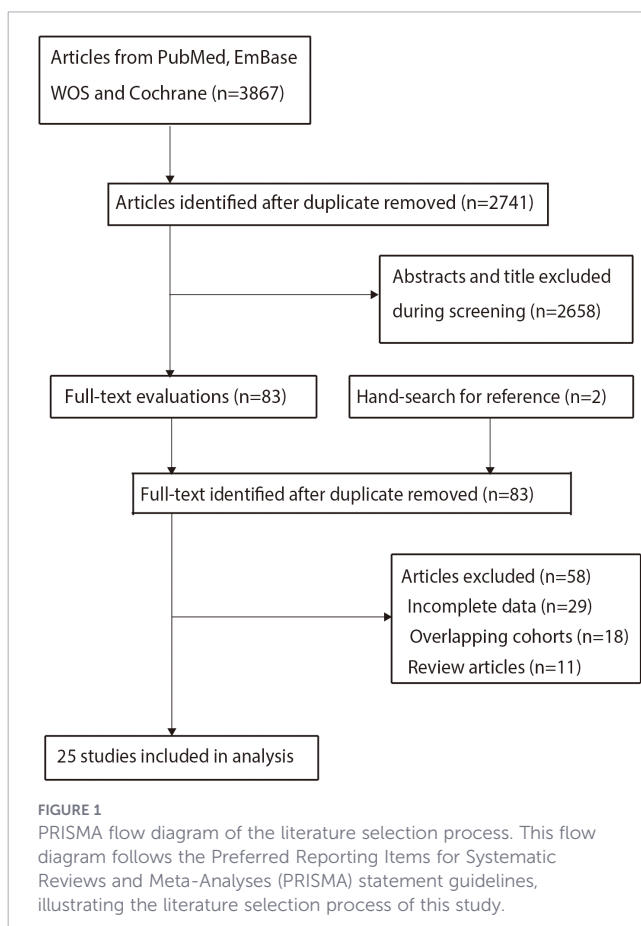 Articles from PubMed, EmBase
WOS and Cochrane (n=3867)
Articles identified after duplicate removed (n=2741)
Abstracts and title excluded
during screening (n=2658)
Full-text evaluations (n=83)
Hand-search for reference (n=2)
Full-text identified after duplicate removed (n=83)
Articles excluded (n=58)
Incomplete data (n=29)
Overlapping cohorts (n=18)
Review articles (n=11)
25 studies included in analysis
FIGURE 1
PRISMA flow diagram of the literature selection process. This flow
diagram follows the Preferred Reporting Items for Systematic
Reviews and Meta-Analyses (PRISMA) statement guidelines,
illustrating the literature selection process of this study.